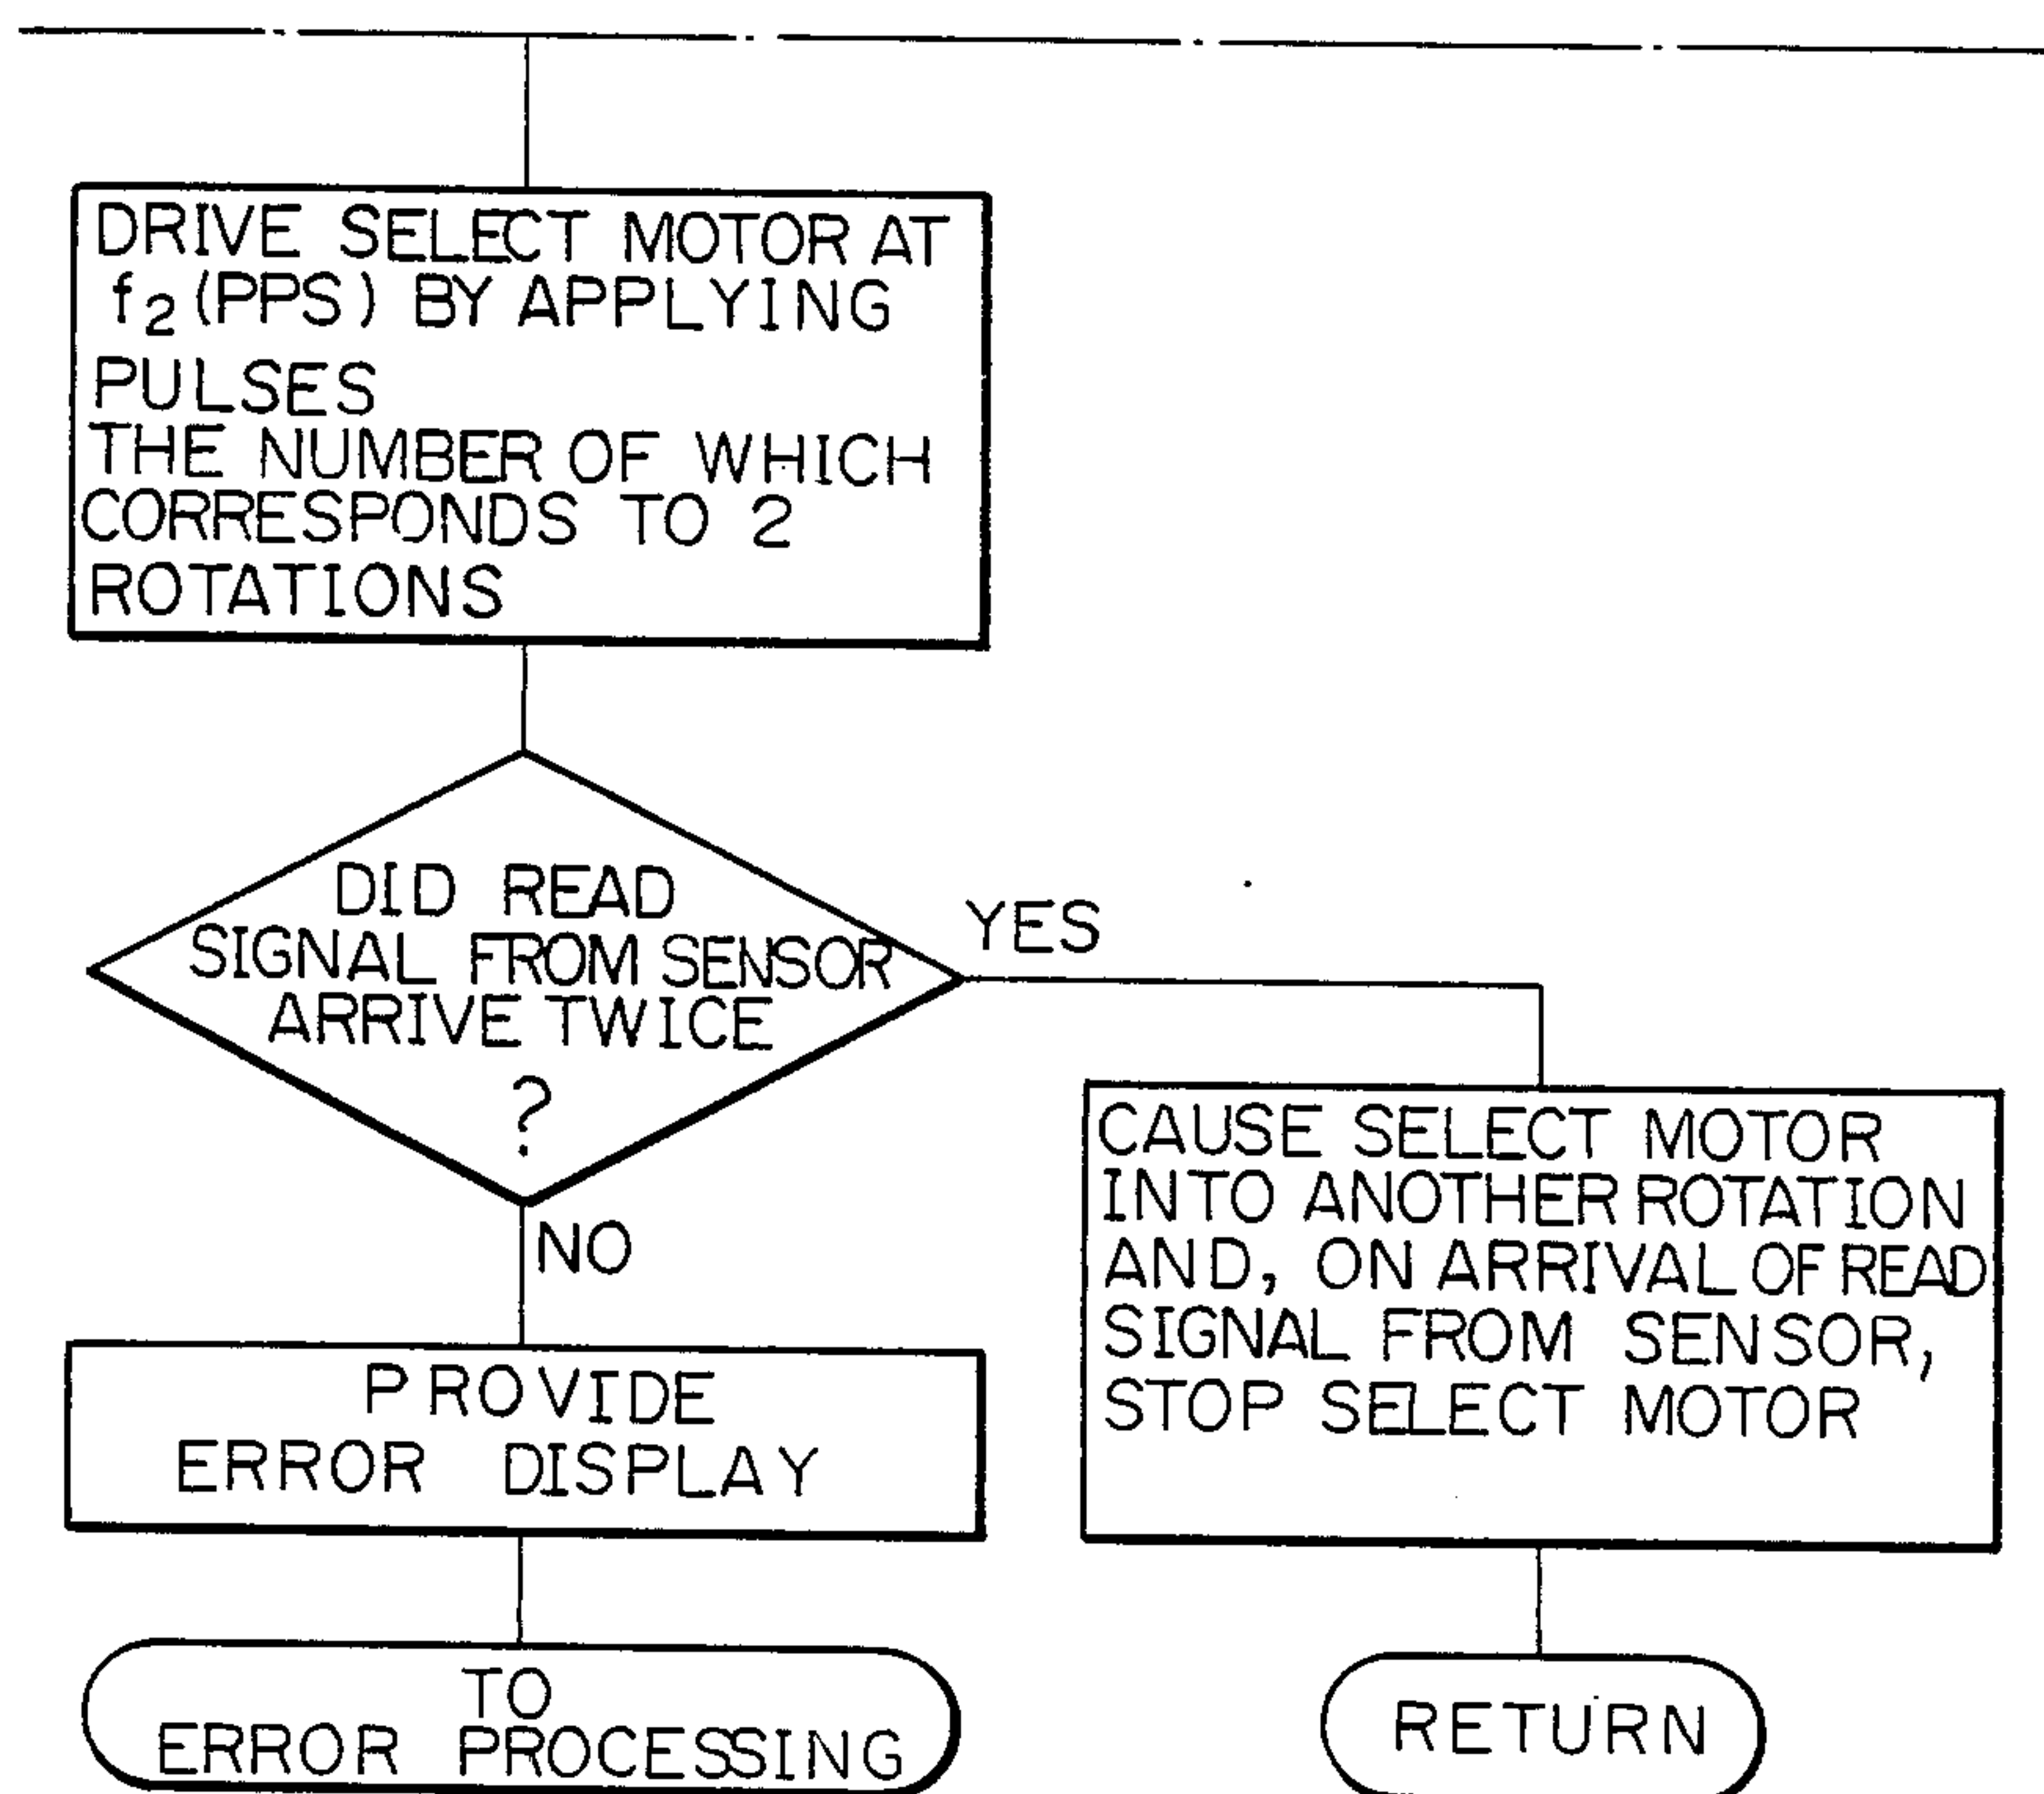 DRIVE SELECT MOTOR AT
f₂ (PPS) BY APPLYING
PULSES
THE NUMBER OF WHICH
CORRESPONDS TO 2
ROTATIONS
DID READ
SIGNAL FROM SENSOR
ARRIVE TWICE
?
YES
NO
CAUSE SELECT MOTOR
INTO ANOTHER ROTATION
AND, ON ARRIVAL OF READ
SIGNAL FROM SENSOR,
STOP SELECT MOTOR
PROVIDE
ERROR DISPLAY
TO
ERROR PROCESSING
RETURN